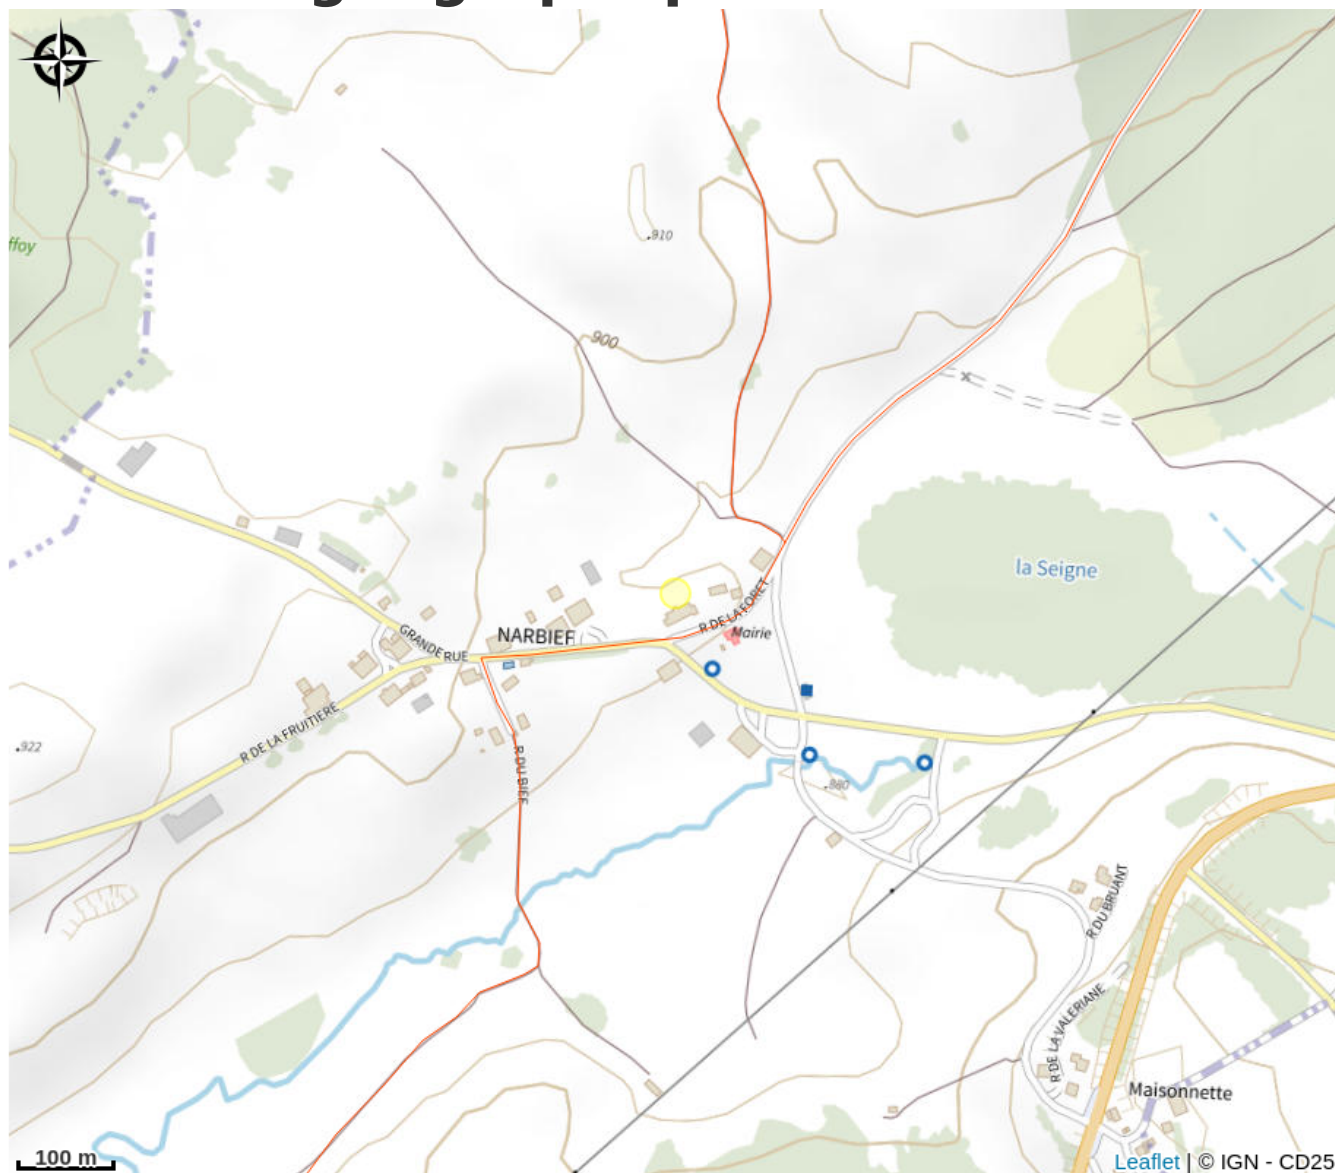 ffoy
910
900
la Seigne
R DE LA FORET
NARBIEF
Mairie
GRANDE RUE
R DE LA FRUITIERE
922
R DU BIEF
880
R DU BRUANT
R DE LA VALERIANE
Maisonnette
100 m
Leaflet | © IGN - CD25